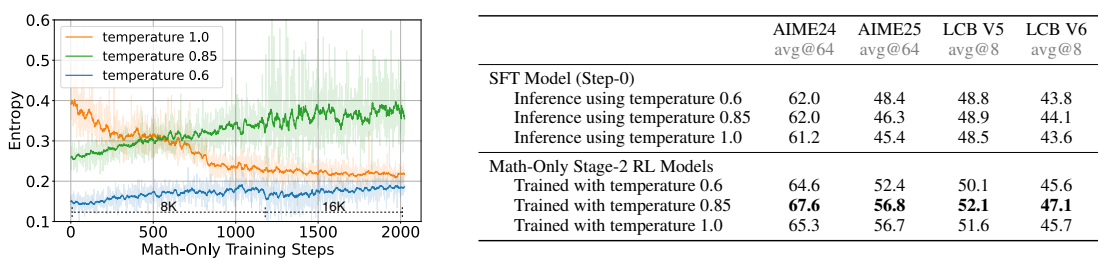 0.6
0.5
0.4
0.3
0.2
0.1
Entropy
temperature 1.0
temperature 0.85
temperature 0.6
8K
16K
0
500
1000
1500
2000
Math-Only Training Steps
AIME24 AIME25 LCB V5 LCB V6
avg@64 avg@64 avg@8 avg@8
SFT Model (Step-0)
Inference using temperature 0.6 62.0 48.4 48.8 43.8
Inference using temperature 0.85 62.0 46.3 48.9 44.1
Inference using temperature 1.0 61.2 45.4 48.5 43.6
Math-Only Stage-2 RL Models
Trained with temperature 0.6 64.6 52.4 50.1 45.6
Trained with temperature 0.85 67.6 56.8 52.1 47.1
Trained with temperature 1.0 65.3 56.7 51.6 45.7